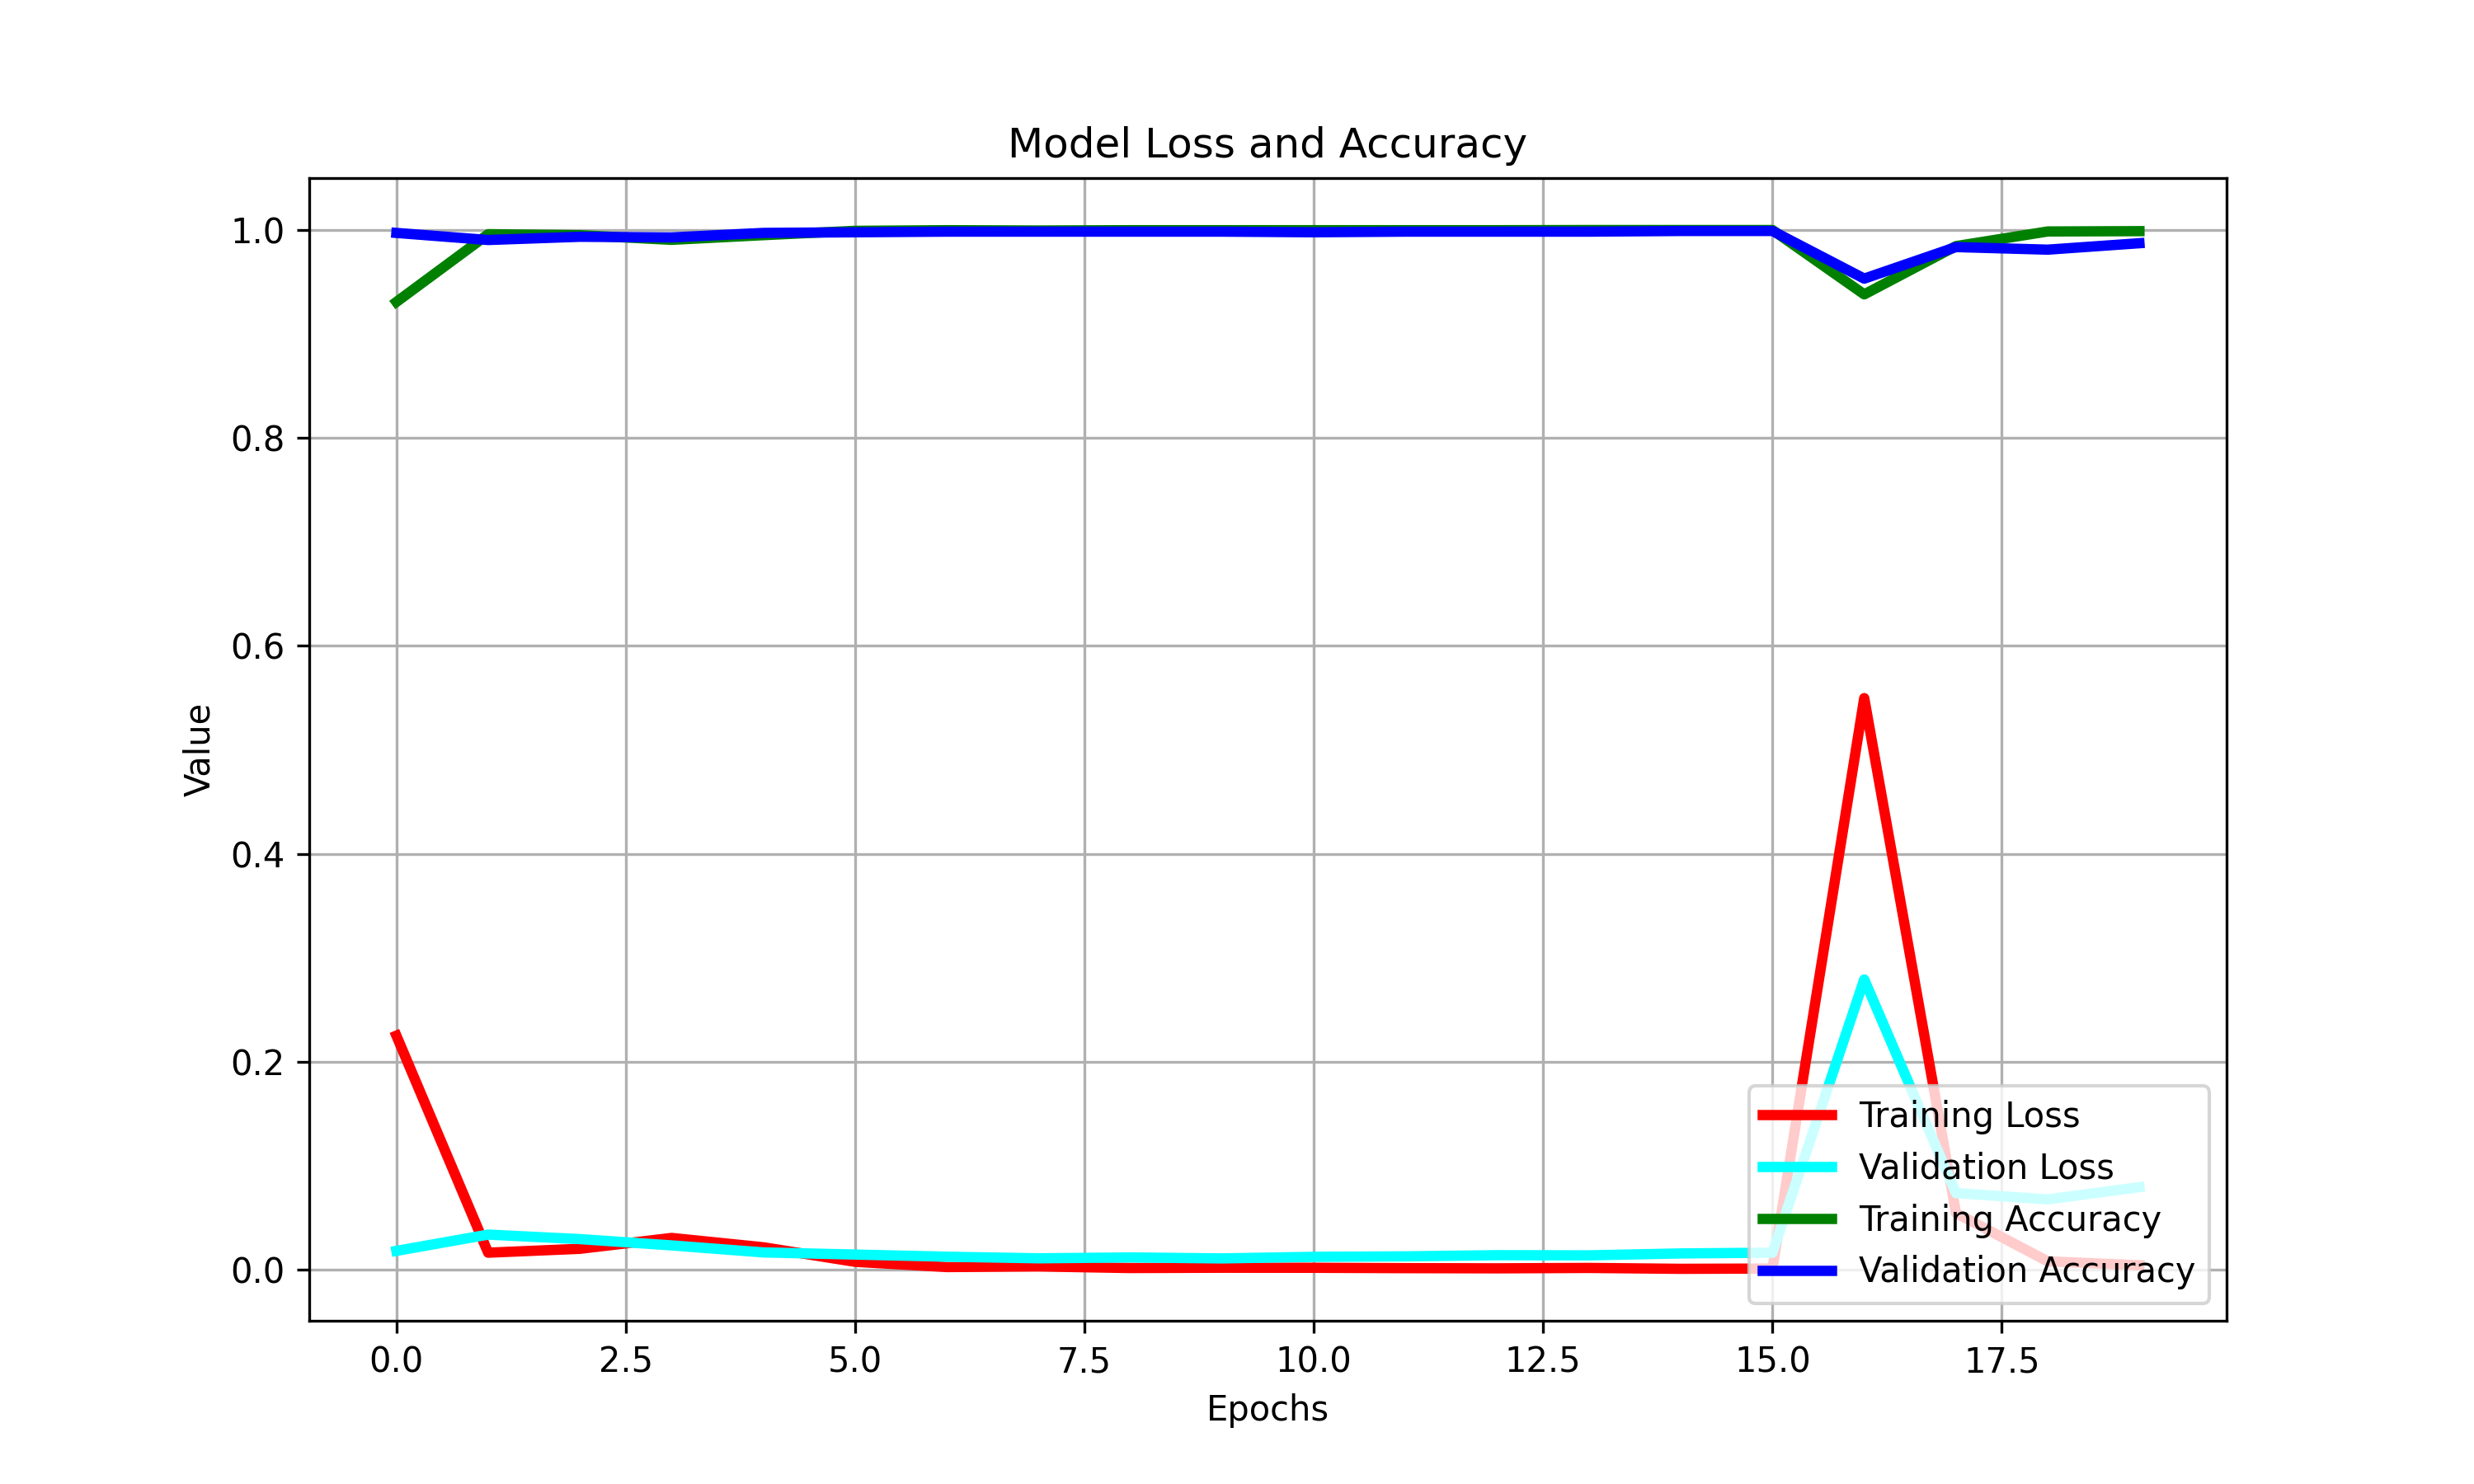 Model Loss and Accuracy
1.0
0.8
0.6
0.4
0.2
0.0
Value
Training Loss
Validation Loss
Training Accuracy
Validation Accuracy
0.0 2.5 5.0 7.5 10.0 12.5 15.0 17.5
Epochs